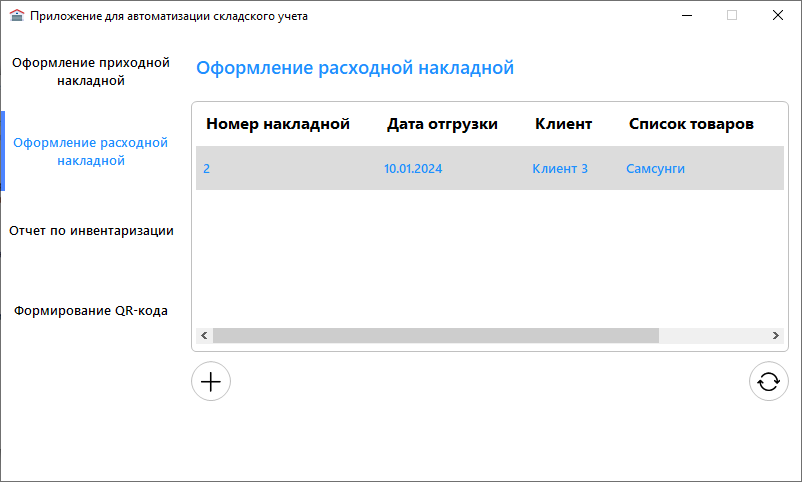 Приложение для автоматизации складского учета
Оформление приходной
накладной
Оформление расходной
накладной
Отчет по инвентаризации
Формирование QR-кода
Оформление расходной накладной
Номер накладной Дата отгрузки Клиент Список товаров
2 10.01.2024 Клиент 3 Самсунги